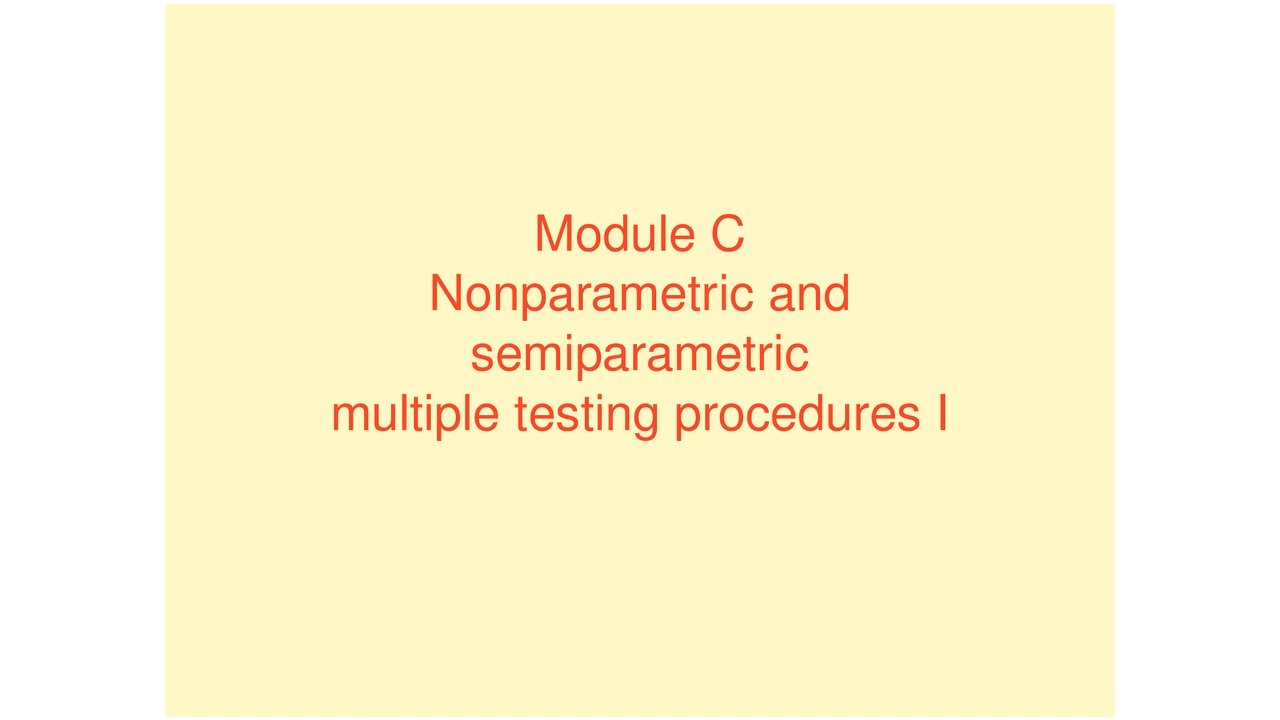 Module C
Nonparametric and
semiparametric
multiple testing procedures I